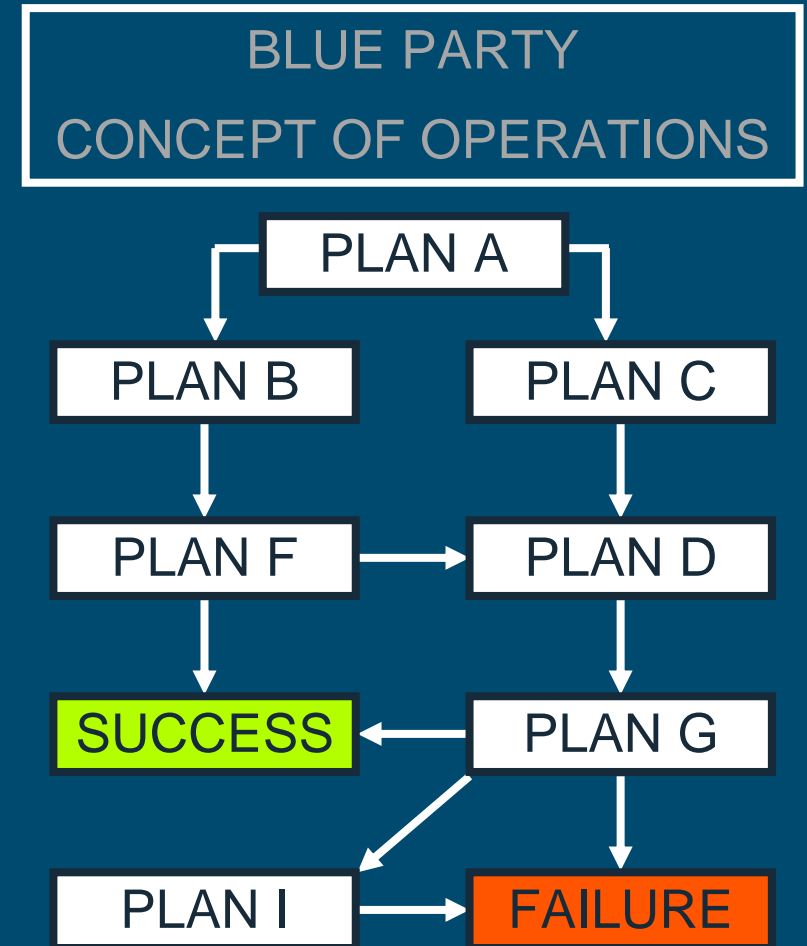 BLUE PARTY
CONCEPT OF OPERATIONS
PLAN A
PLAN B
PLAN C
PLAN F
PLAN D
SUCCESS
PLAN G
PLAN I
FAILURE